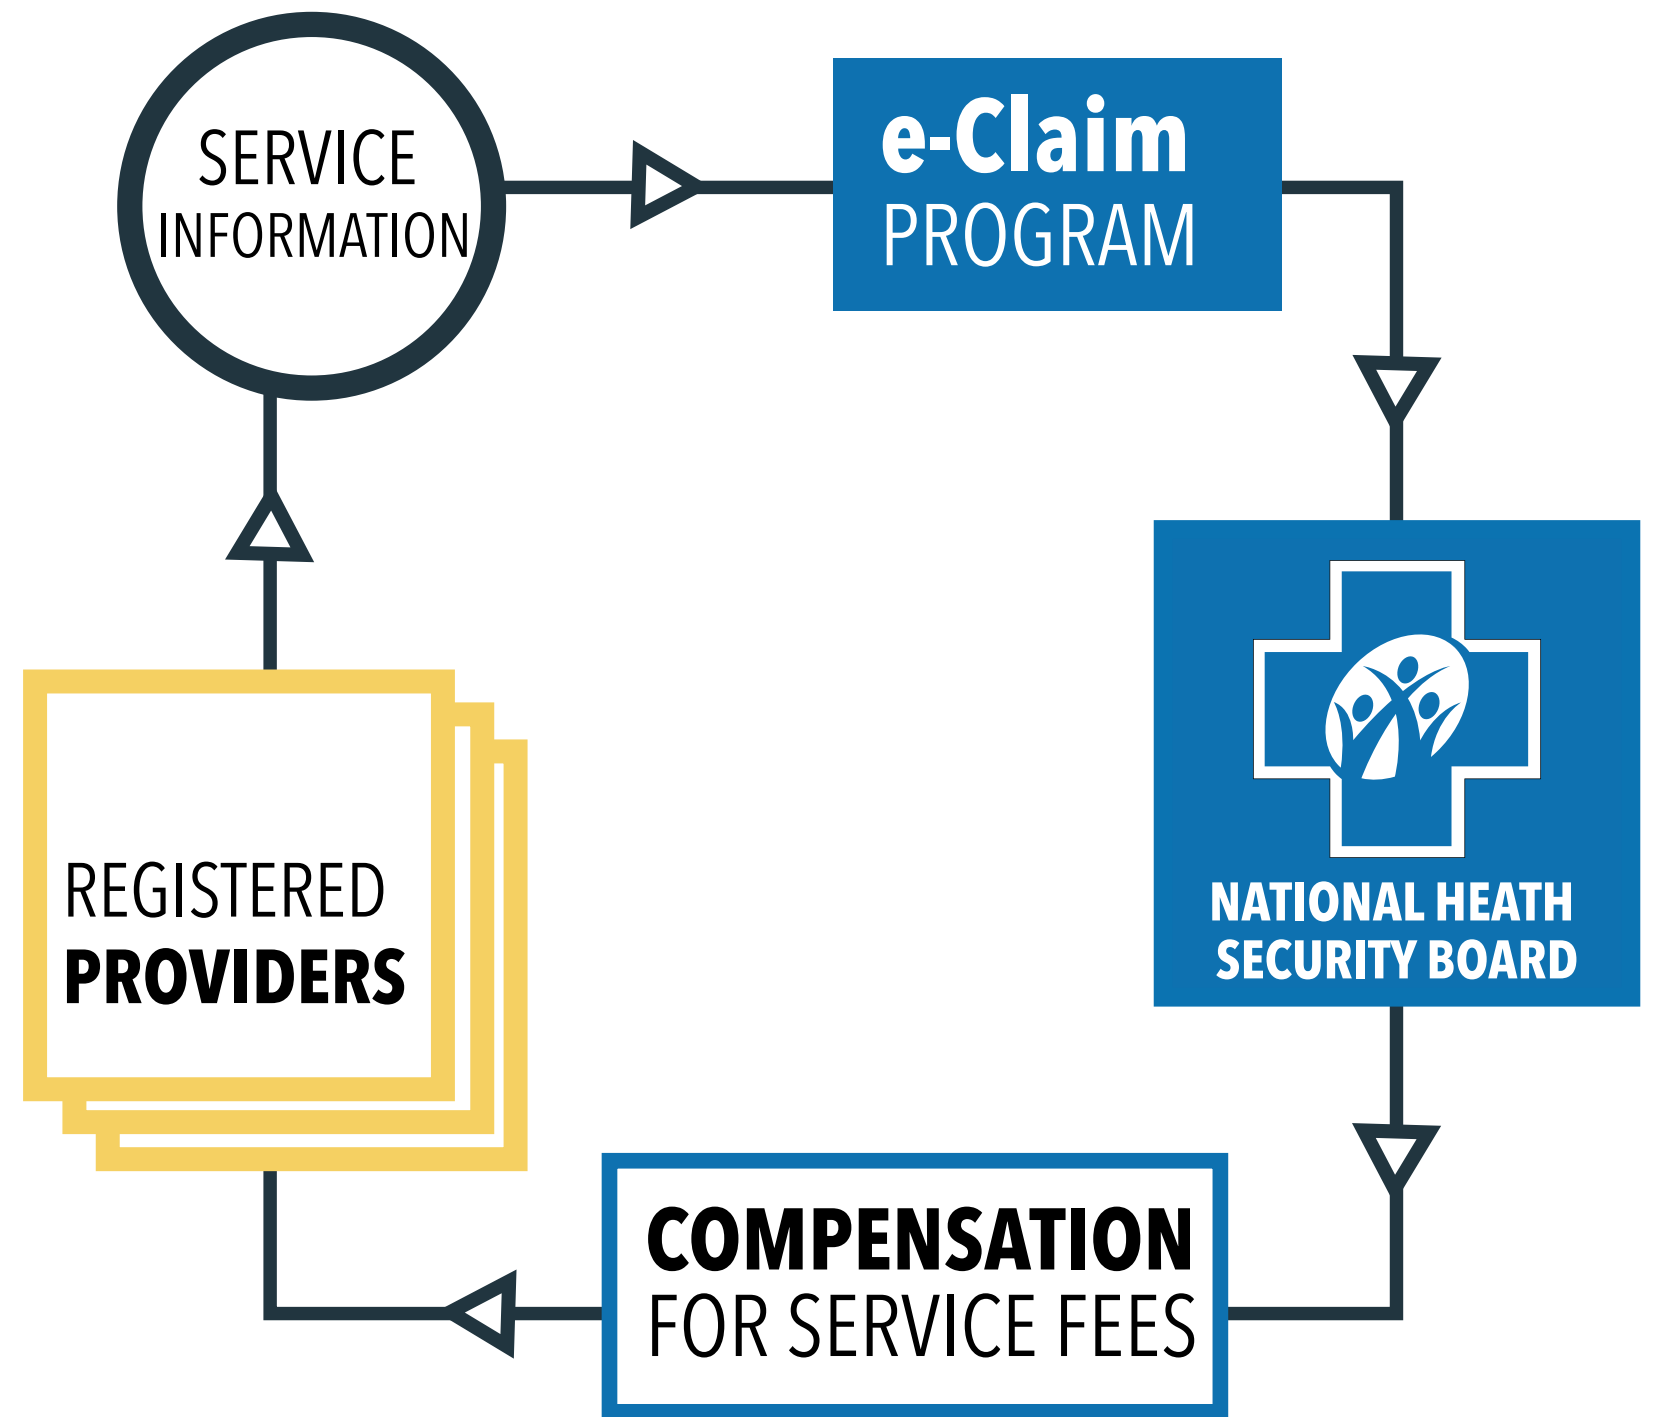 SERVICE
INFORMATION
e-Claim
PROGRAM
NATIONAL HEATH
SECURITY BOARD
COMPENSATION
FOR SERVICE FEES
REGISTERED
PROVIDERS